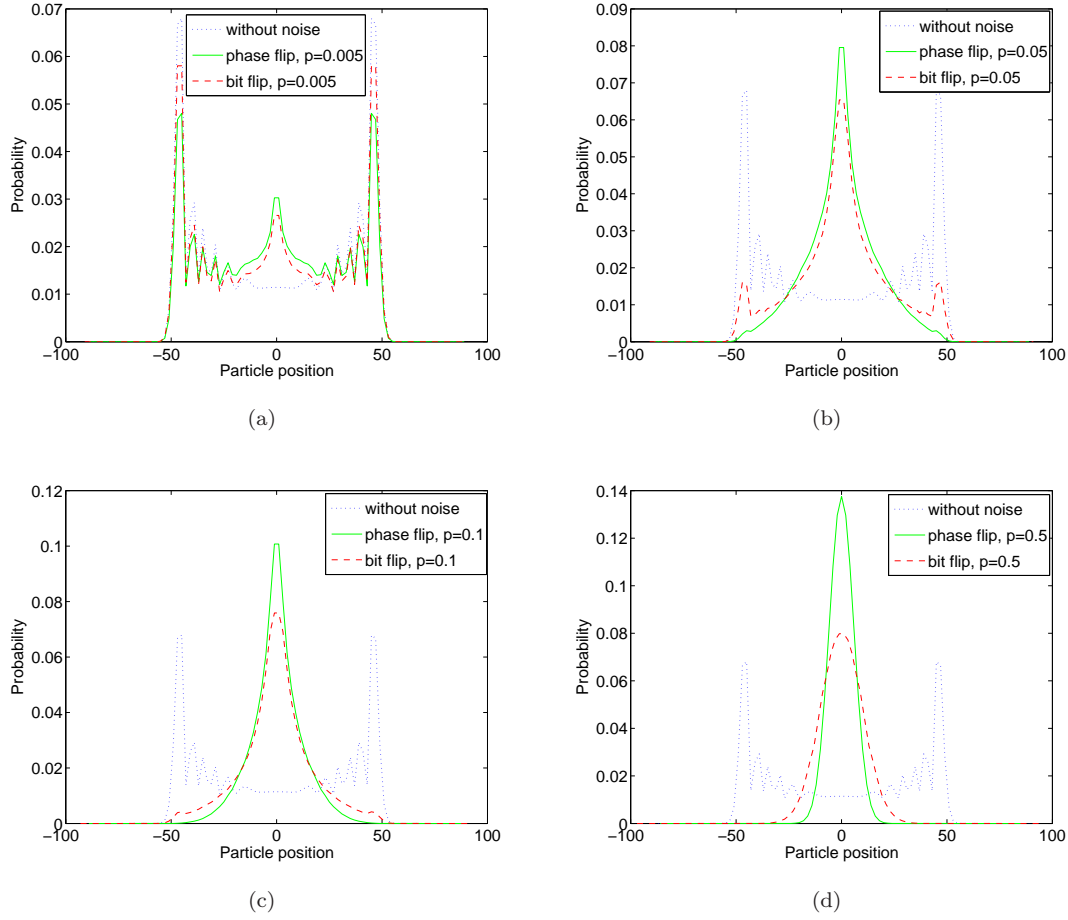 0.07
0.06
0.05
0.04
0.03
0.02
0.01
0
−100
−50
0
50
100
Probability
Particle position
without noise
phase flip, p=0.005
bit flip, p=0.005
(a)
0.09
0.08
0.07
0.06
0.05
0.04
0.03
0.02
0.01
0
−100
−50
0
50
100
Probability
Particle position
without noise
phase flip, p=0.05
bit flip, p=0.05
(b)
0.12
0.1
0.08
0.06
0.04
0.02
0
−100
−50
0
50
100
Probability
Particle position
without noise
phase flip, p=0.1
bit flip, p=0.1
(c)
0.14
0.12
0.1
0.08
0.06
0.04
0.02
0
−100
−50
0
50
100
Probability
Particle position
without noise
phase flip, p=0.5
bit flip, p=0.5
(d)